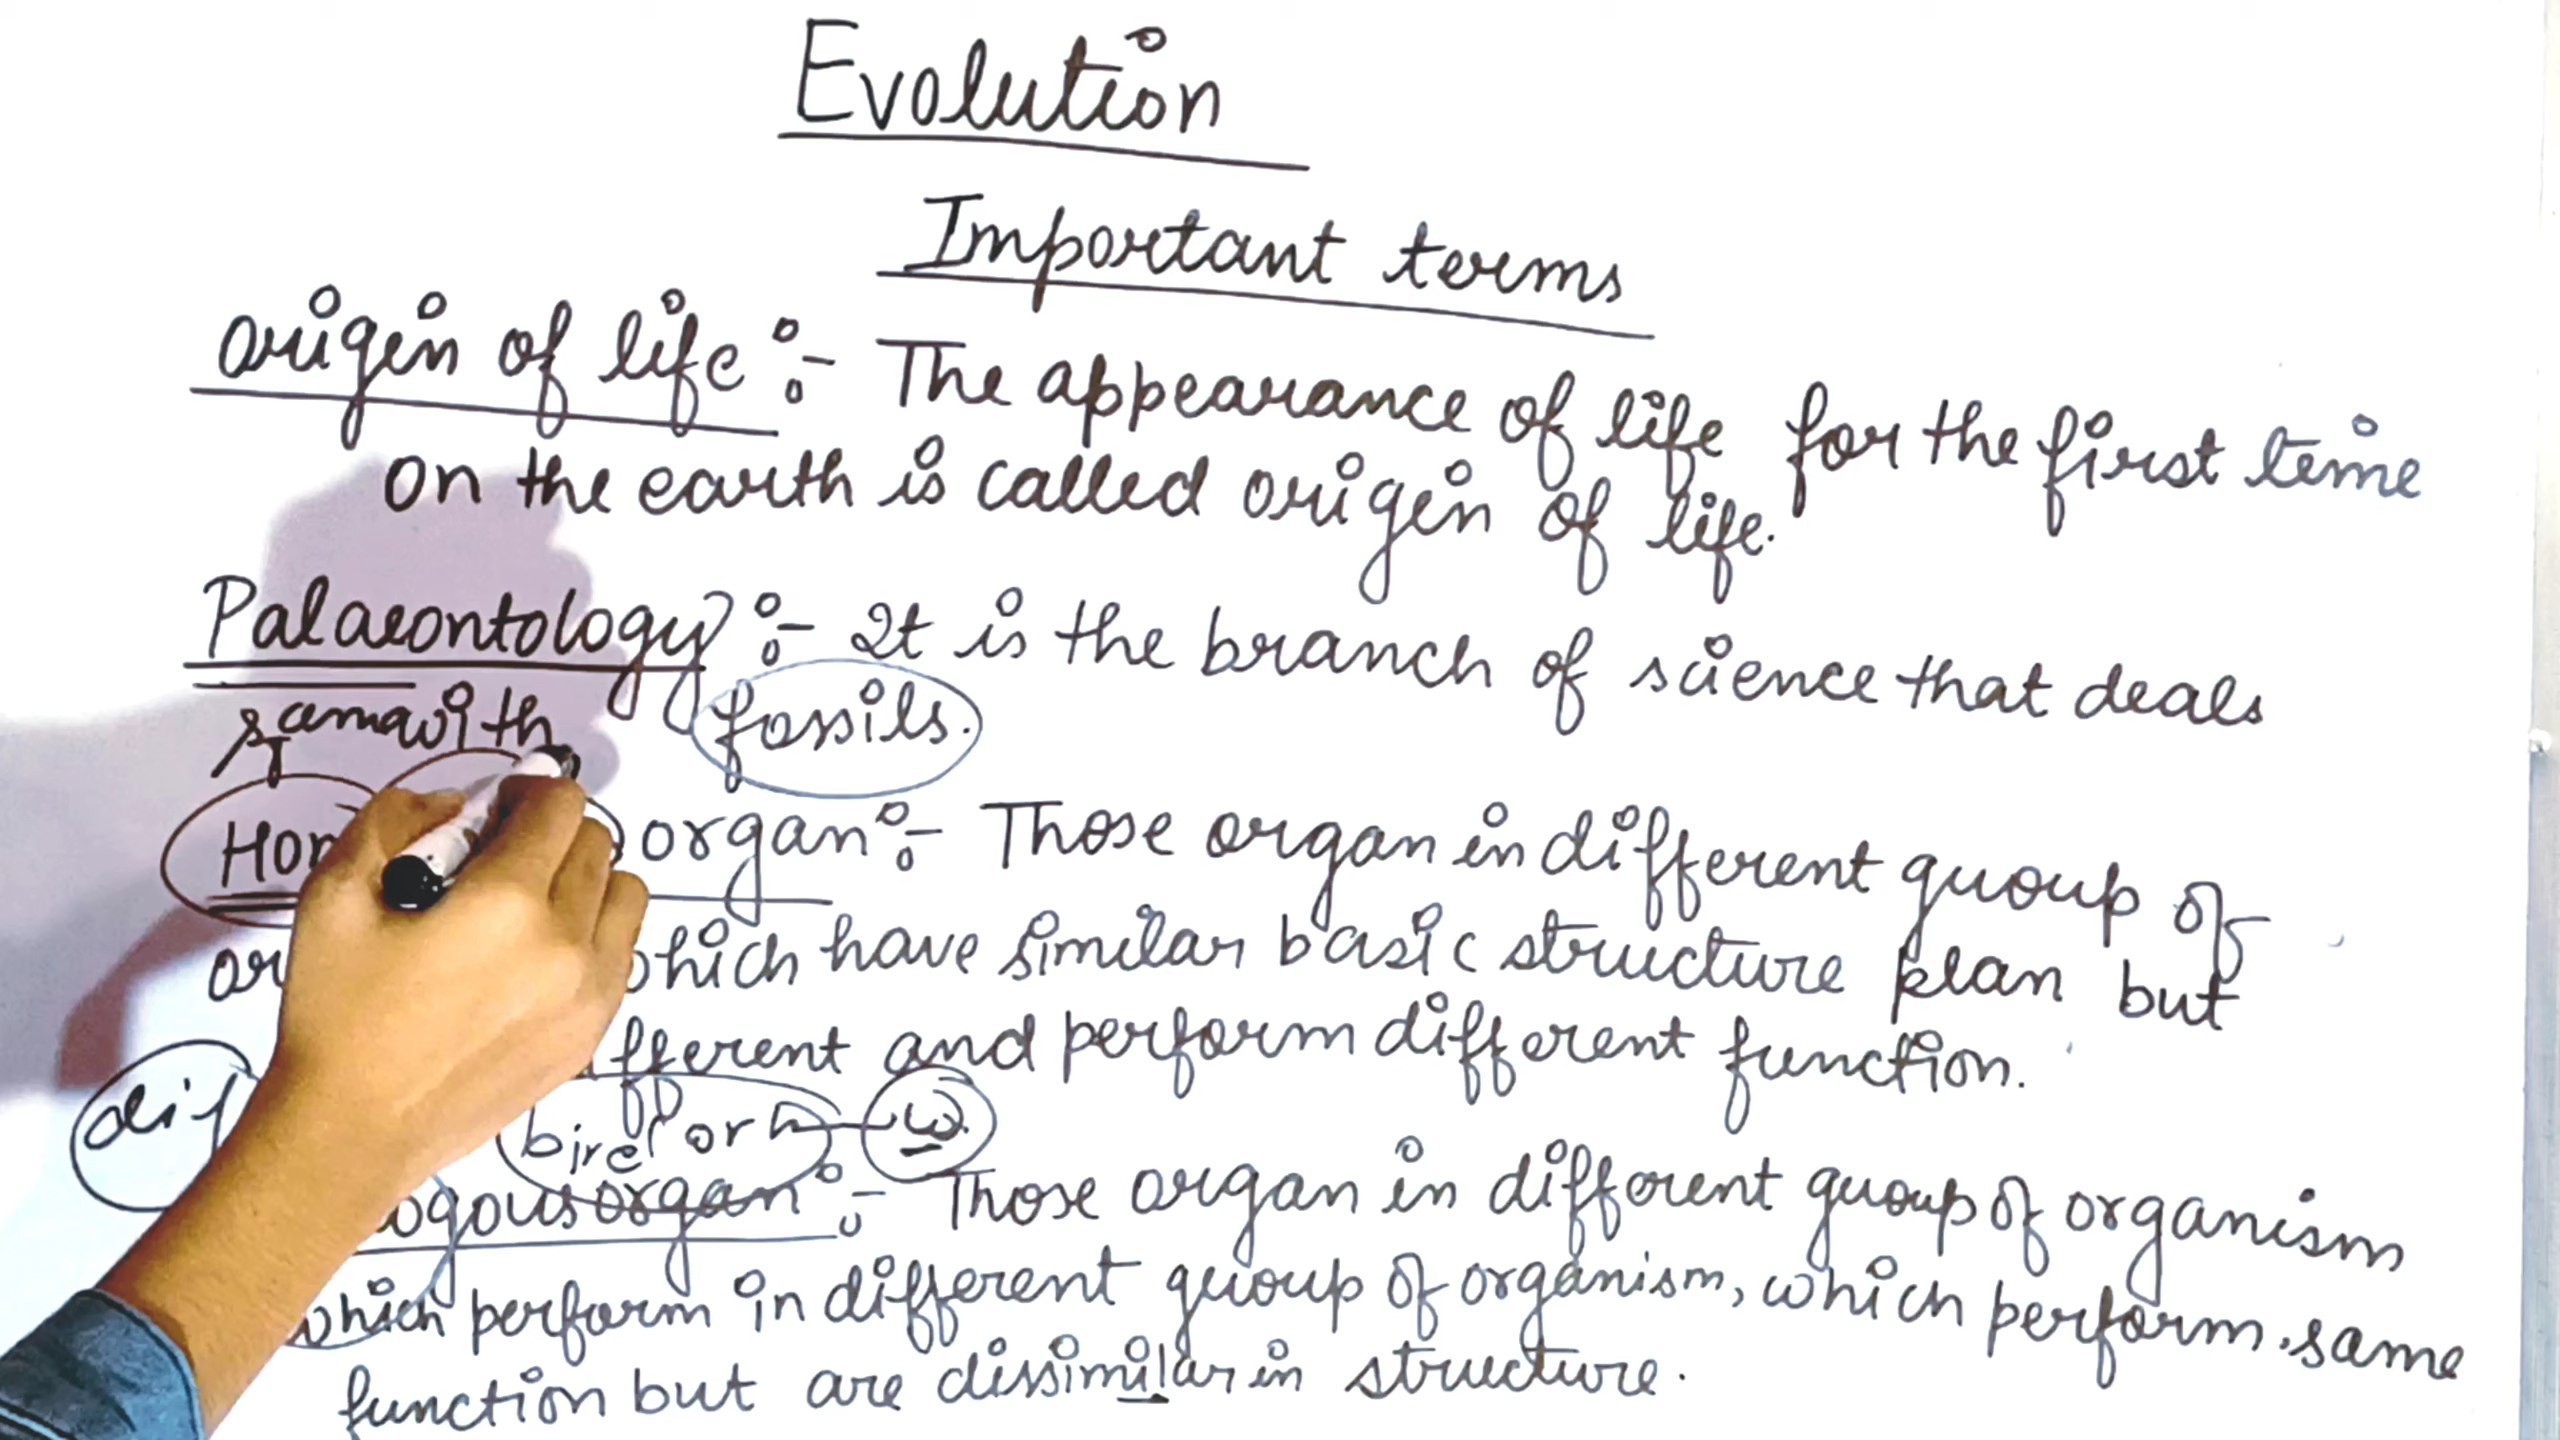 Evolution
Important terms
origin of life :- The appearance of life for the first time
on the earth is called origin of life.
Palaeontology :- It is the branch of science that deals
with fossils.
same
Hom organ :- Those organ in different group of
or which have similar basic structure plan but
fferent and perform different function.
dif bird or h w
ogous organ :- Those organ in different group of organism
which perform in different group of organism, which perform same
function but are dissimilar in structure.